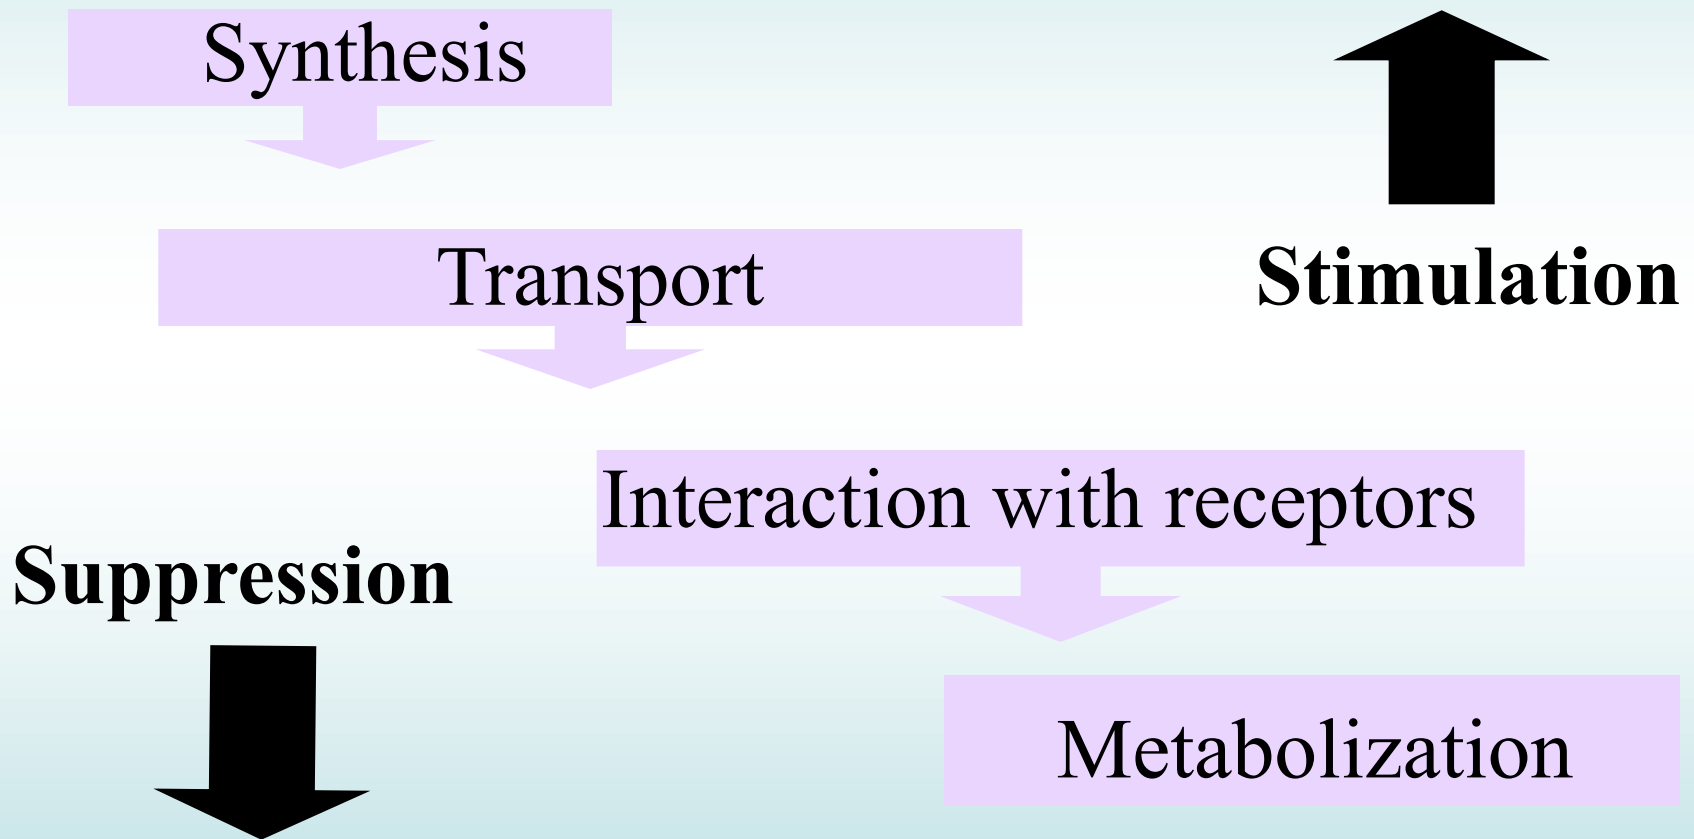 Synthesis
Transport
Stimulation
Interaction with receptors
Suppression
Metabolization